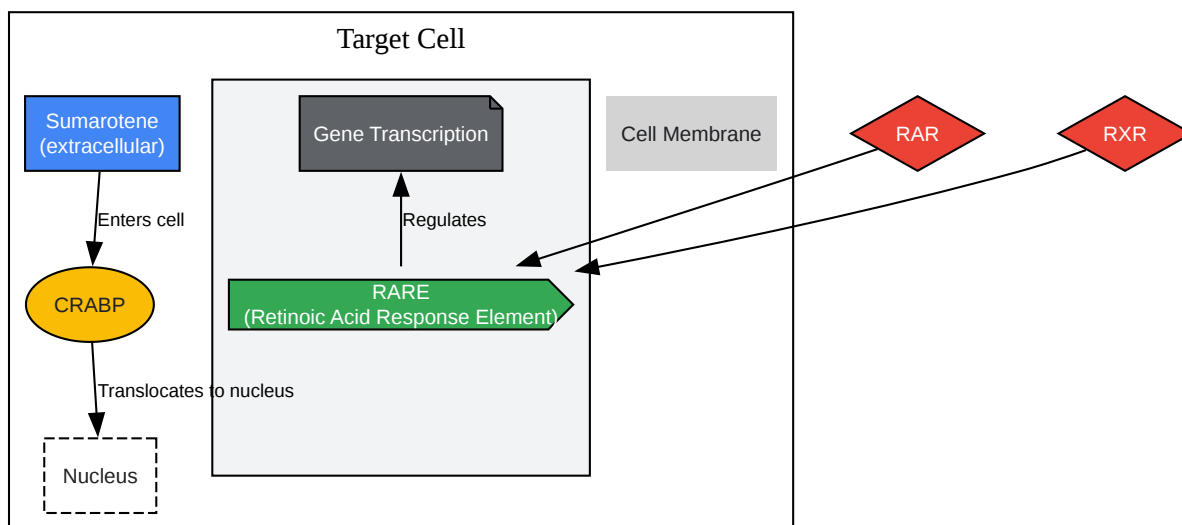 Target Cell
Sumarotene
(extracellular)
Gene Transcription
Cell Membrane
RAR
RXR
Enters cell
Regulates
CRABP
RARE
(Retinoic Acid Response Element)
Translocates to nucleus
Nucleus